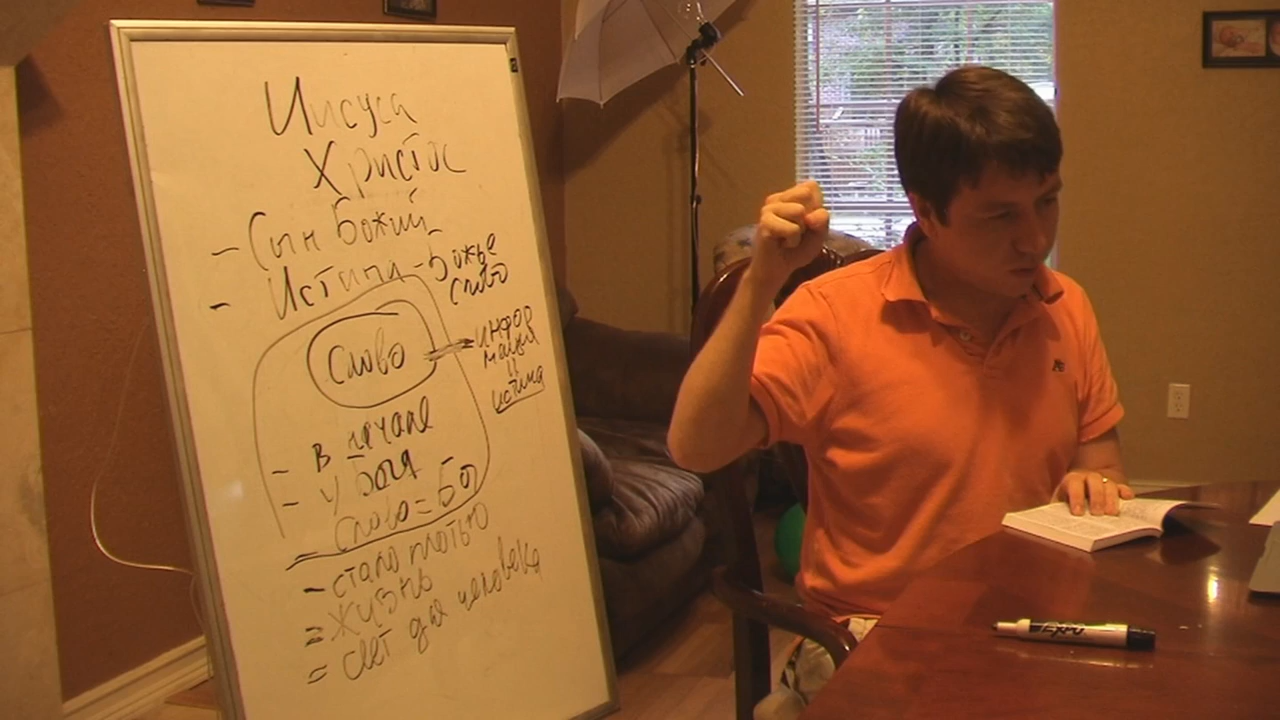 Иисуса
Христос
- Сын Божий
- Истина - Божье
слово
Слово
инфор
мация
=
истина
- В начале
- У Бога
- Слово = Бог
- стало плотью
= Жизнь
= свет для человека
EXPO